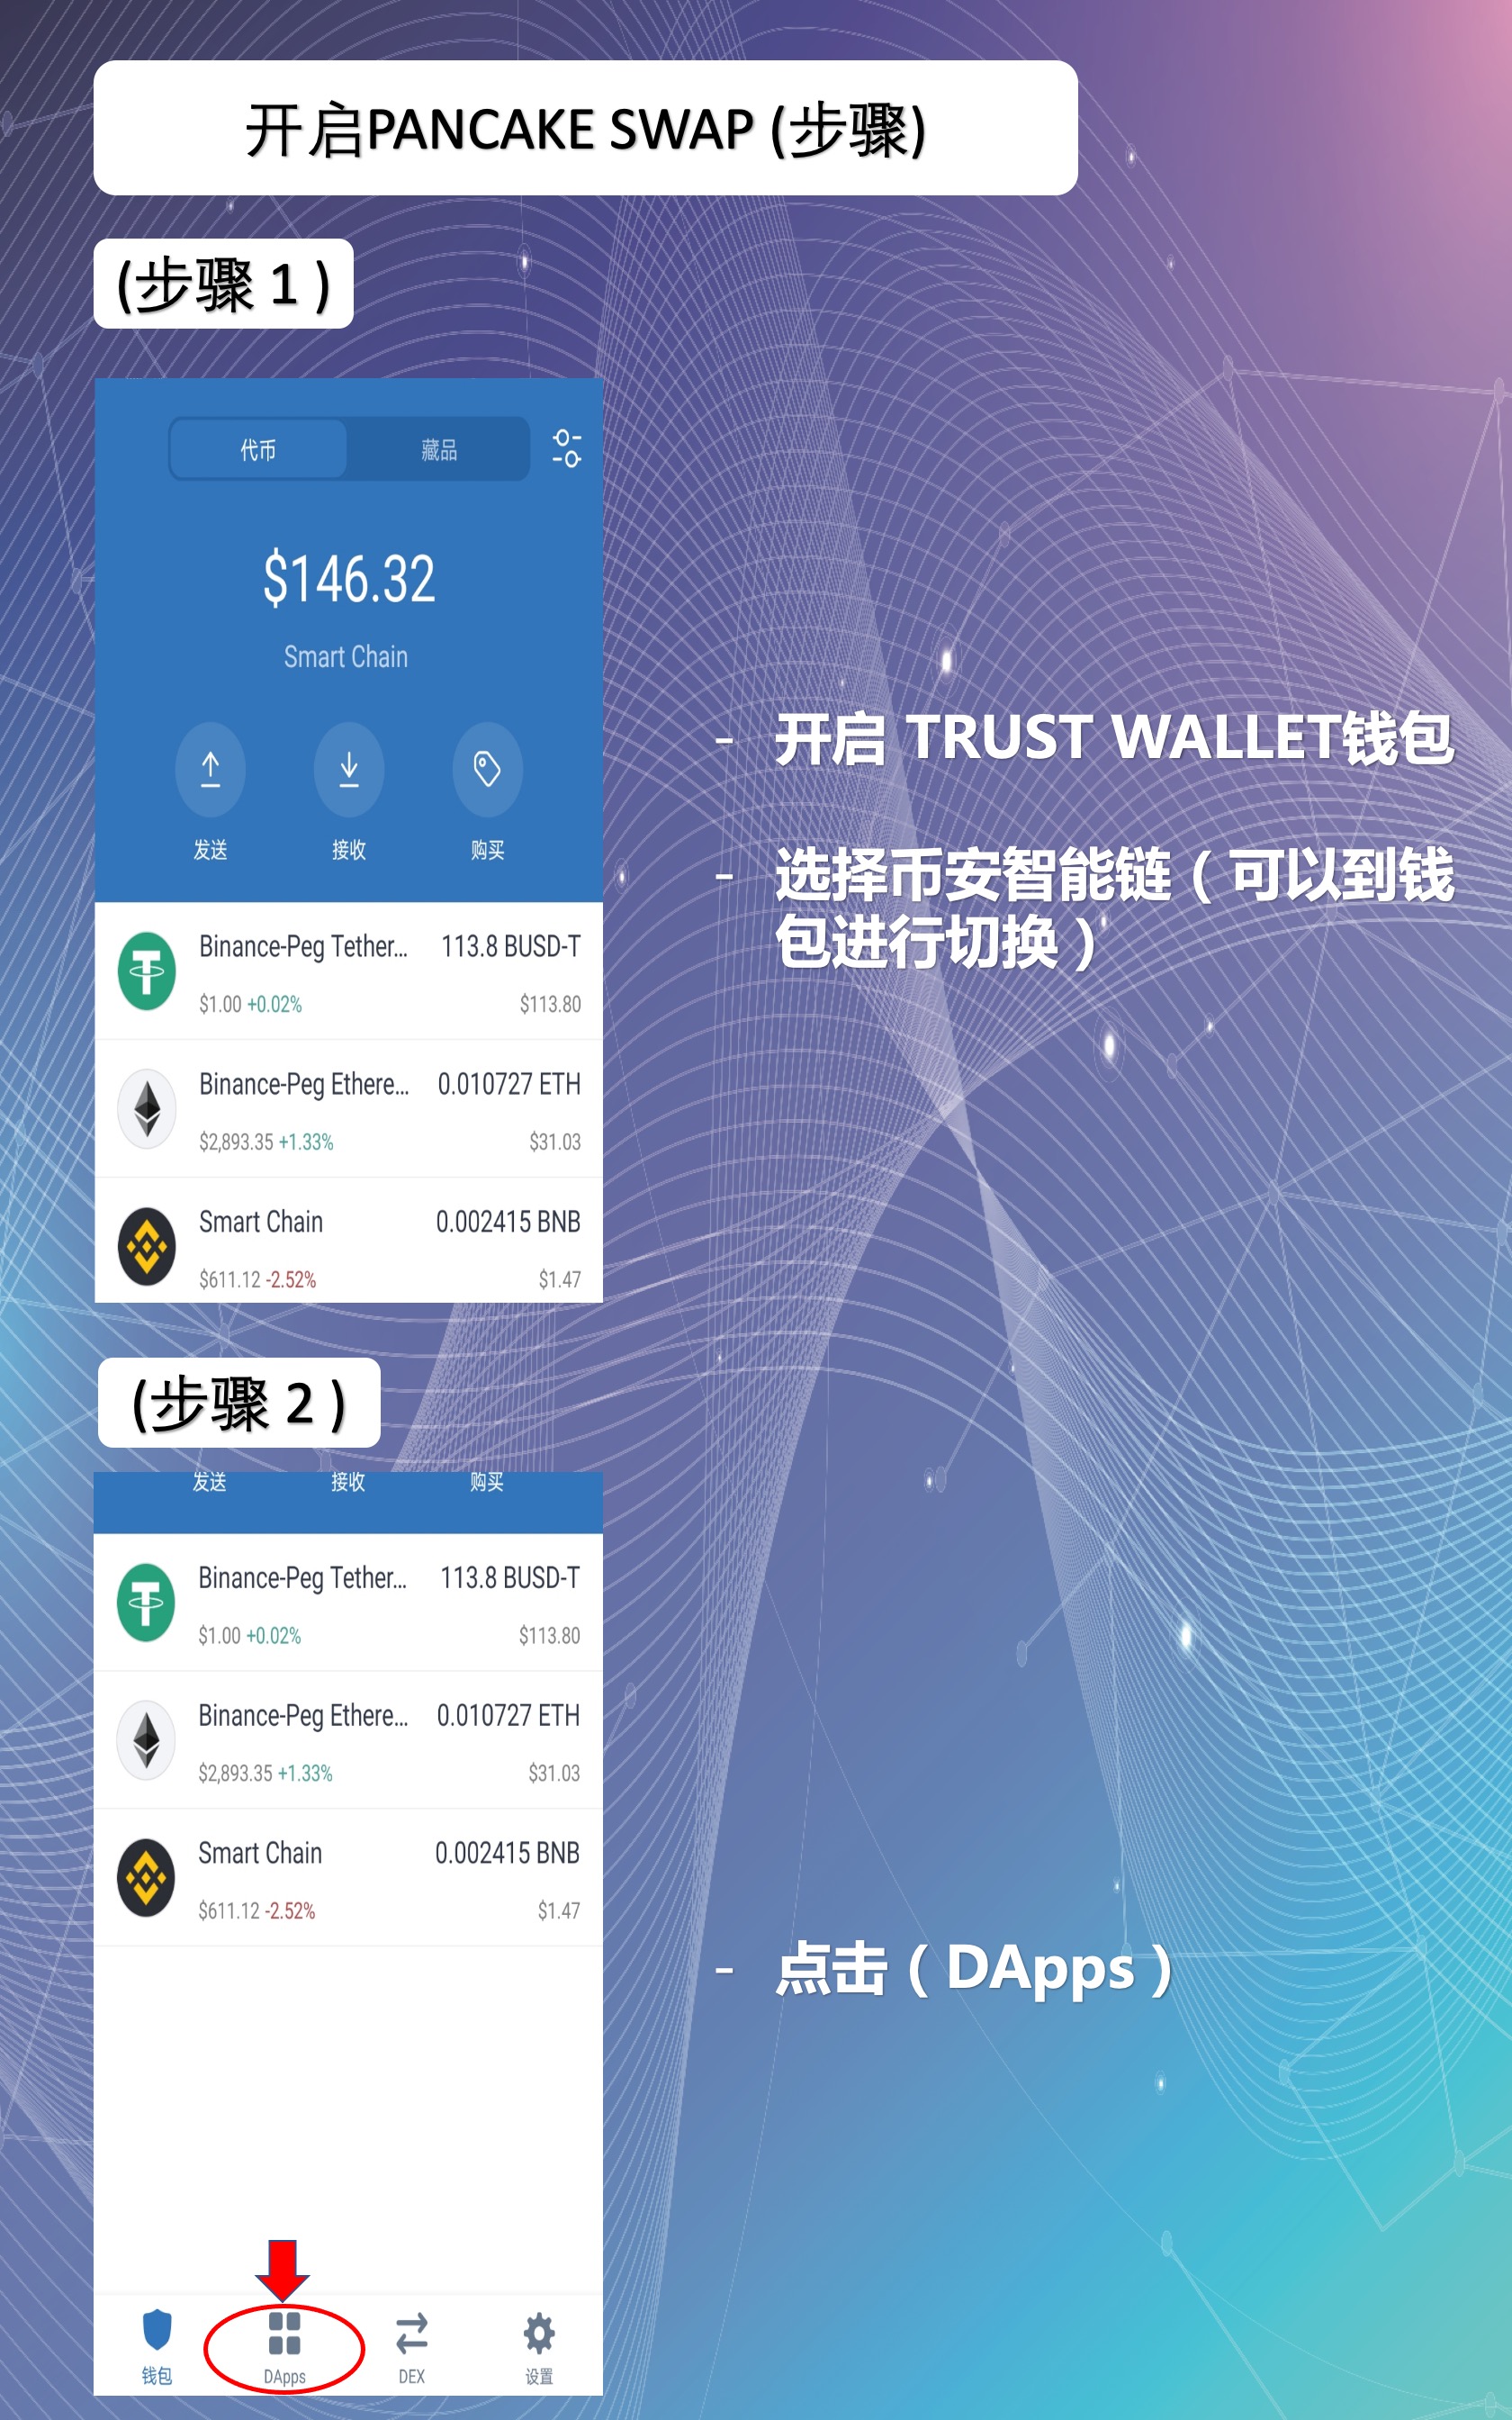 开启PANCAKE SWAP (步骤)
(步骤 1 )
代币
藏品
$146.32
Smart Chain
发送
接收
购买
Binance-Peg Tether... 113.8 BUSD-T
$1.00 +0.02% $113.80
Binance-Peg Ethere... 0.010727 ETH
$2,893.35 +1.33% $31.03
Smart Chain 0.002415 BNB
$611.12 -2.52% $1.47
- 开启 TRUST WALLET钱包
- 选择币安智能链（可以到钱
包进行切换）
(步骤 2 )
发送
接收
购买
Binance-Peg Tether... 113.8 BUSD-T
$1.00 +0.02% $113.80
Binance-Peg Ethere... 0.010727 ETH
$2,893.35 +1.33% $31.03
Smart Chain 0.002415 BNB
$611.12 -2.52% $1.47
- 点击（DApps）
钱包
DApps
DEX
设置